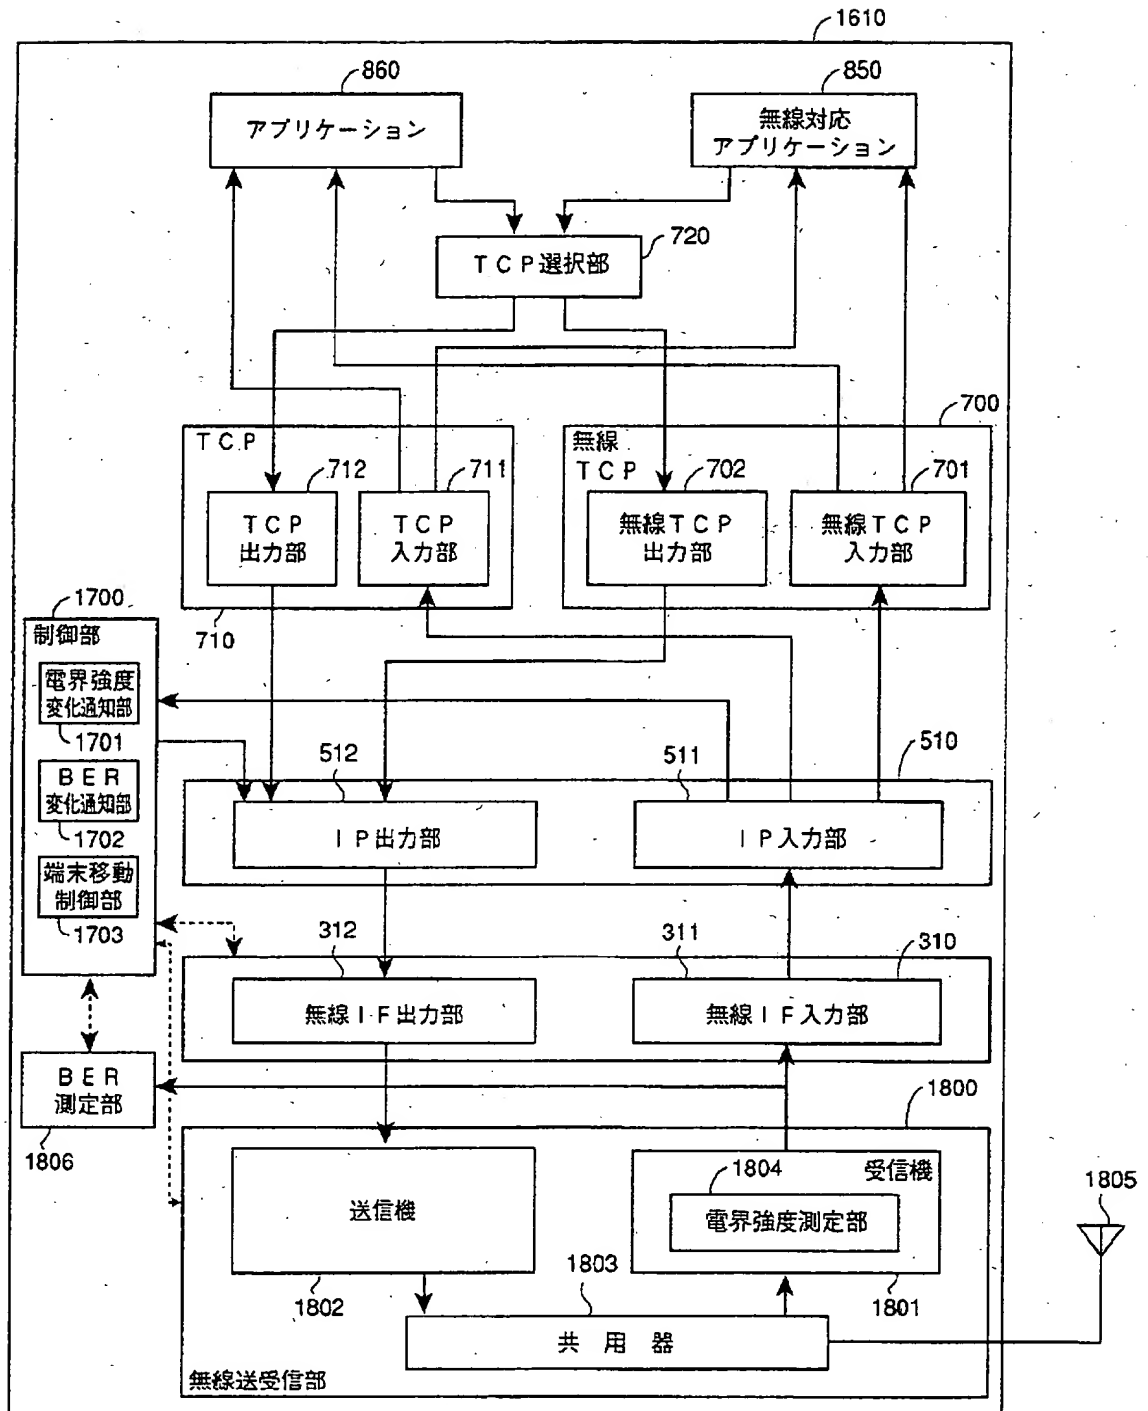 1610
860
850
アプリケーション
無線対応
アプリケーション
720
TCP選択部
700
TCP
無線
TCP
712
711
702
701
TCP
出力部
TCP
入力部
無線TCP
出力部
無線TCP
入力部
1700
710
制御部
電界強度
変化通知部
1701
BER
変化通知部
1702
端末移動
制御部
1703
512
511
510
IP出力部
IP入力部
312
311
310
無線IF出力部
無線IF入力部
BER
測定部
1806
1800
送信機
1802
1804
受信機
電界強度測定部
1801
1805
1803
共用器
無線送受信部